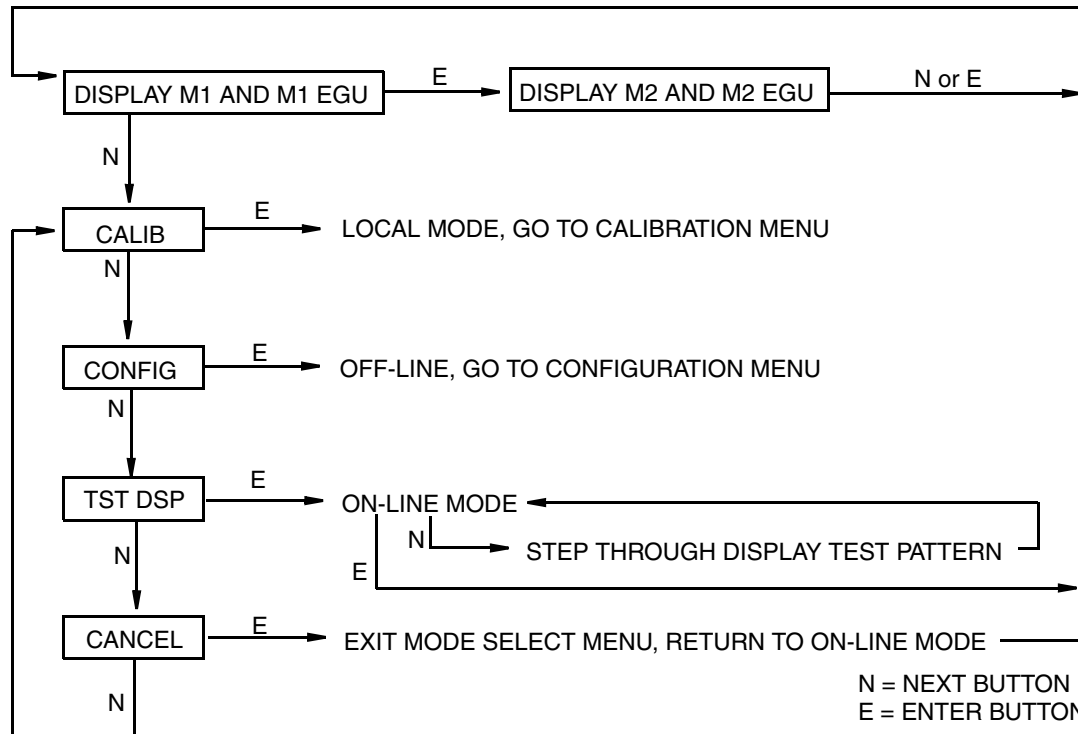 DISPLAY M1 AND M1 EGU
E
DISPLAY M2 AND M2 EGU
N or E
N
CALIB
E
LOCAL MODE, GO TO CALIBRATION MENU
N
CONFIG
E
OFF-LINE, GO TO CONFIGURATION MENU
N
TST DSP
E
ON-LINE MODE
N
STEP THROUGH DISPLAY TEST PATTERN
E
N
CANCEL
E
EXIT MODE SELECT MENU, RETURN TO ON-LINE MODE
N
N = NEXT BUTTON
E = ENTER BUTTON